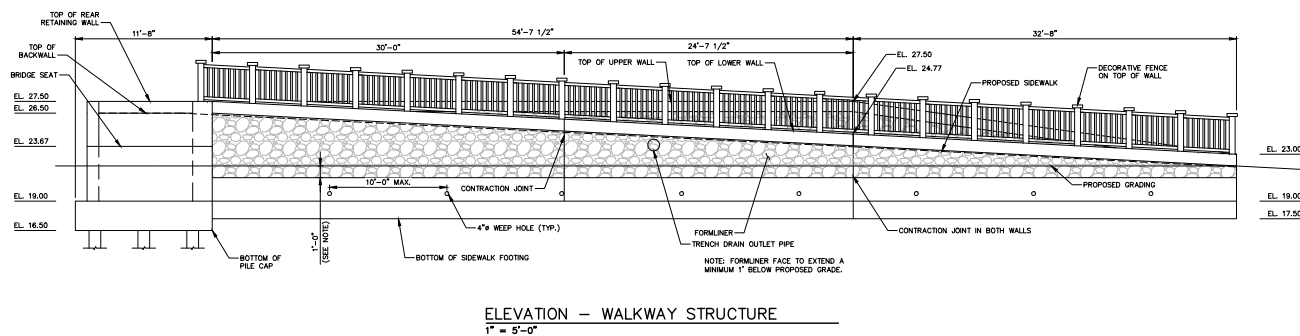 TOP OF REAR
RETAINING WALL
11'-8"
54'-7 1/2"
32'-8"
TOP OF
BACKWALL
30'-0"
24'-7 1/2"
BRIDGE SEAT
TOP OF UPPER WALL
TOP OF LOWER WALL
EL. 27.50
EL. 24.77
PROPOSED SIDEWALK
DECORATIVE FENCE
ON TOP OF WALL
EL. 27.50
EL. 26.50
EL. 23.67
EL. 23.00
10'-0" MAX.
CONTRACTION JOINT
PROPOSED GRADING
EL. 19.00
EL. 19.00
EL. 16.50
EL. 17.50
1'-0"
(SEE NOTE)
4"ø WEEP HOLE (TYP.)
FORMLINER
CONTRACTION JOINT IN BOTH WALLS
TRENCH DRAIN OUTLET PIPE
BOTTOM OF
PILE CAP
BOTTOM OF SIDEWALK FOOTING
NOTE: FORMLINER FACE TO EXTEND A
MINIMUM 1' BELOW PROPOSED GRADE.
ELEVATION – WALKWAY STRUCTURE
1" = 5'-0"